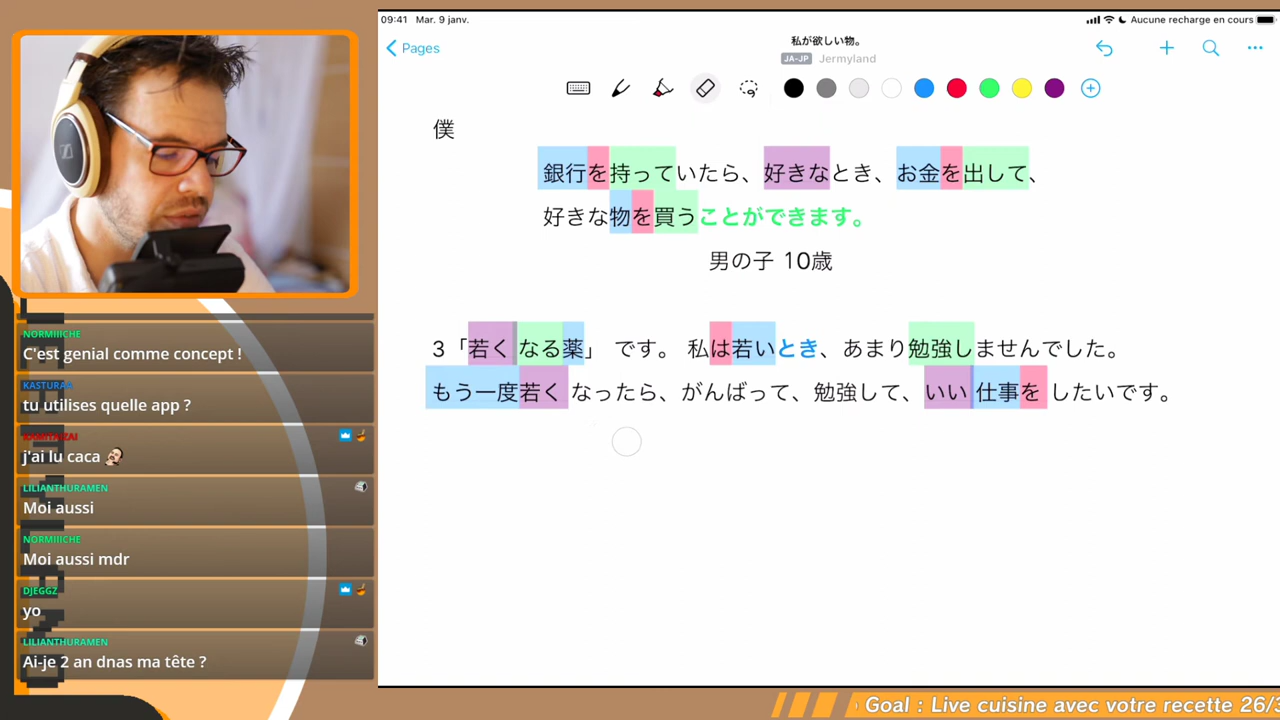 09:41 Mar. 9 janv.
Aucune recharge en cours
Pages
私が欲しい物。
JA-JP Jermyland
僕
銀行を持っていたら、好きなとき、お金を出して、
好きな物を買うことができます。
男の子 10歳
3「若くなる薬」 です。 私は若いとき、あまり勉強しませんでした。
もう一度若くなったら、がんばって、勉強して、いい仕事をしたいです。
NORMIIICHE
C'est genial comme concept !
KASTURAS
tu utilises quelle app ?
j'ai lu caca
LILIANTHURAMEN
Moi aussi
NORMIIICHE
Moi aussi mdr
DJEGGZ
yo
LILIANTHURAMEN
Ai-je 2 an dnas ma tête ?
Goal : Live cuisine avec votre recette 26/3